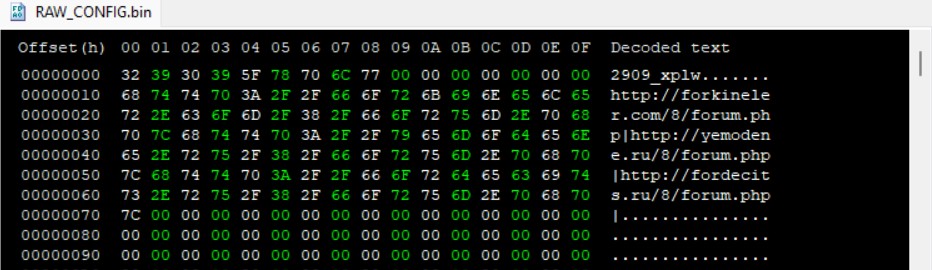 RAW_CONFIG.bin
Offset(h) 00 01 02 03 04 05 06 07 08 09 0A 0B 0C 0D 0E 0F Decoded text
00000000 32 39 30 39 5F 78 70 6C 77 00 00 00 00 00 00 00 2909_xplw.......
00000010 68 74 74 70 3A 2F 2F 66 6F 72 6B 69 6E 65 6C 65 http://forkinele
00000020 72 2E 63 6F 6D 2F 38 2F 66 6F 72 75 6D 2E 70 68 r.com/8/forum.ph
00000030 70 7C 68 74 74 70 3A 2F 2F 79 65 6D 6F 64 65 6E p|http://yemoden
00000040 65 2E 72 75 2F 38 2F 66 6F 72 75 6D 2E 70 68 70 e.ru/8/forum.php
00000050 7C 68 74 74 70 3A 2F 2F 66 6F 72 64 65 63 69 74 |http://fordecit
00000060 73 2E 72 75 2F 38 2F 66 6F 72 75 6D 2E 70 68 70 s.ru/8/forum.php
00000070 7C 00 00 00 00 00 00 00 00 00 00 00 00 00 00 00 |...............
00000080 00 00 00 00 00 00 00 00 00 00 00 00 00 00 00 00 ................
00000090 00 00 00 00 00 00 00 00 00 00 00 00 00 00 00 00 ................